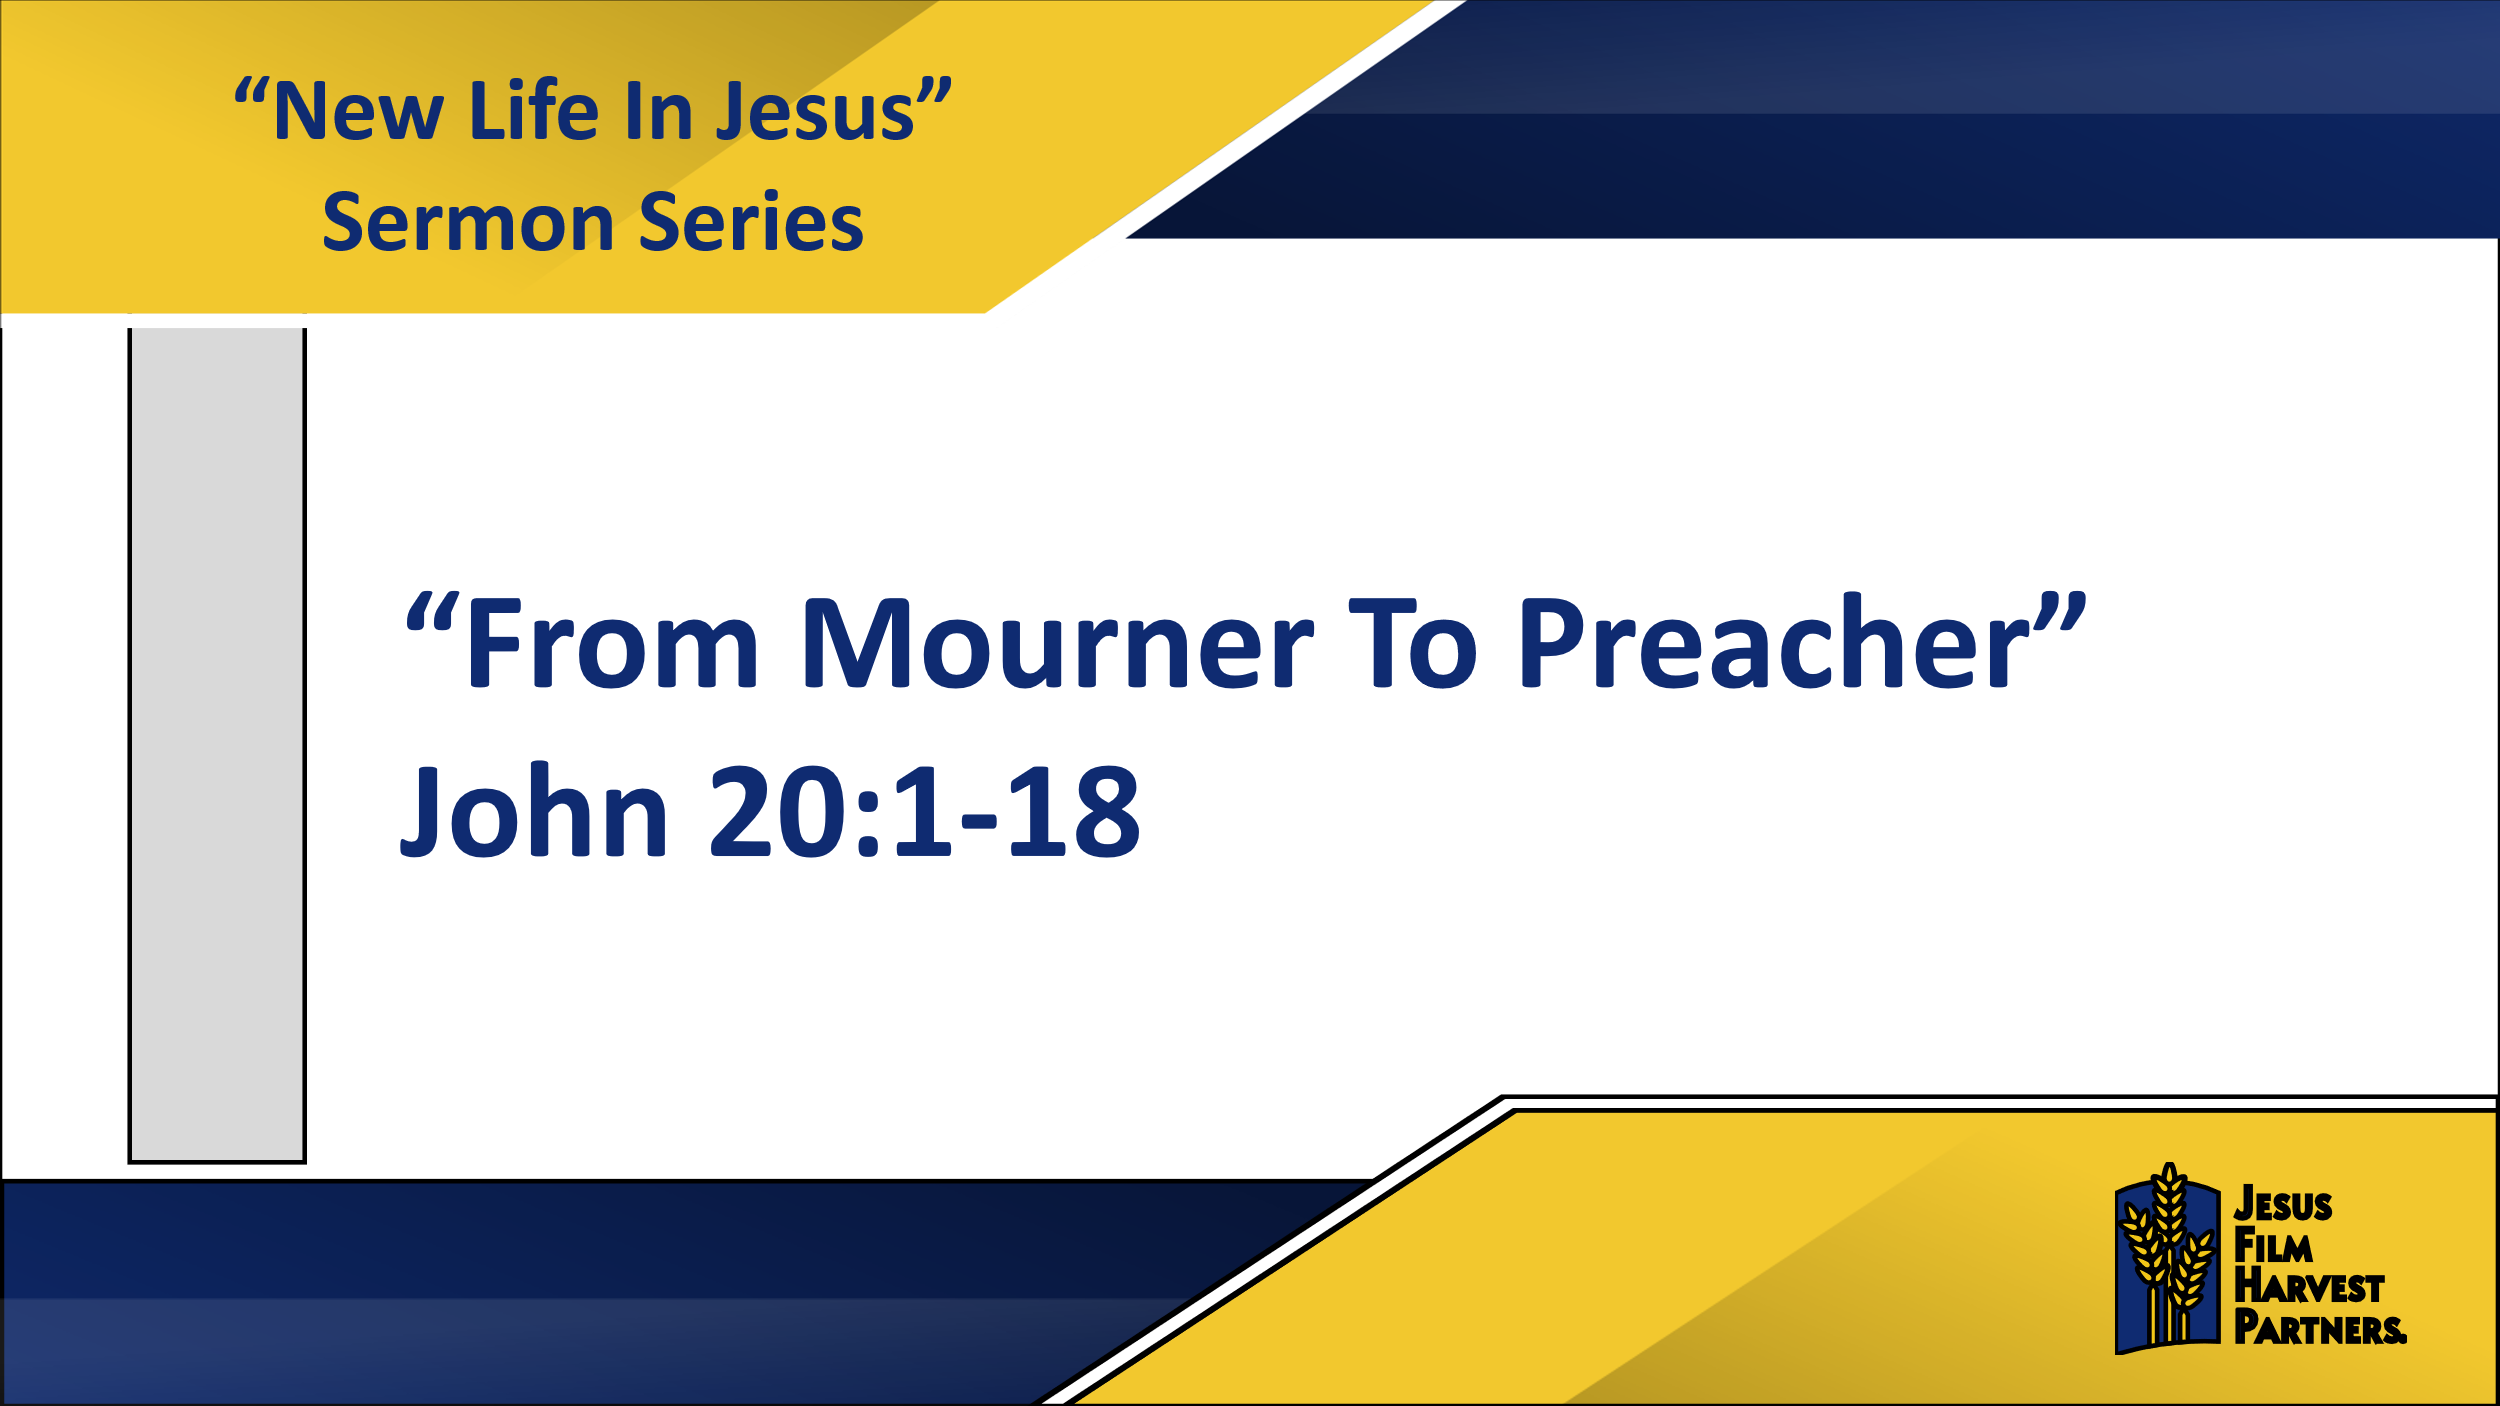 “New Life In Jesus”
Sermon Series
“From Mourner To Preacher”
John 20:1-18
JESUS
FILM
HARVEST
PARTNERS